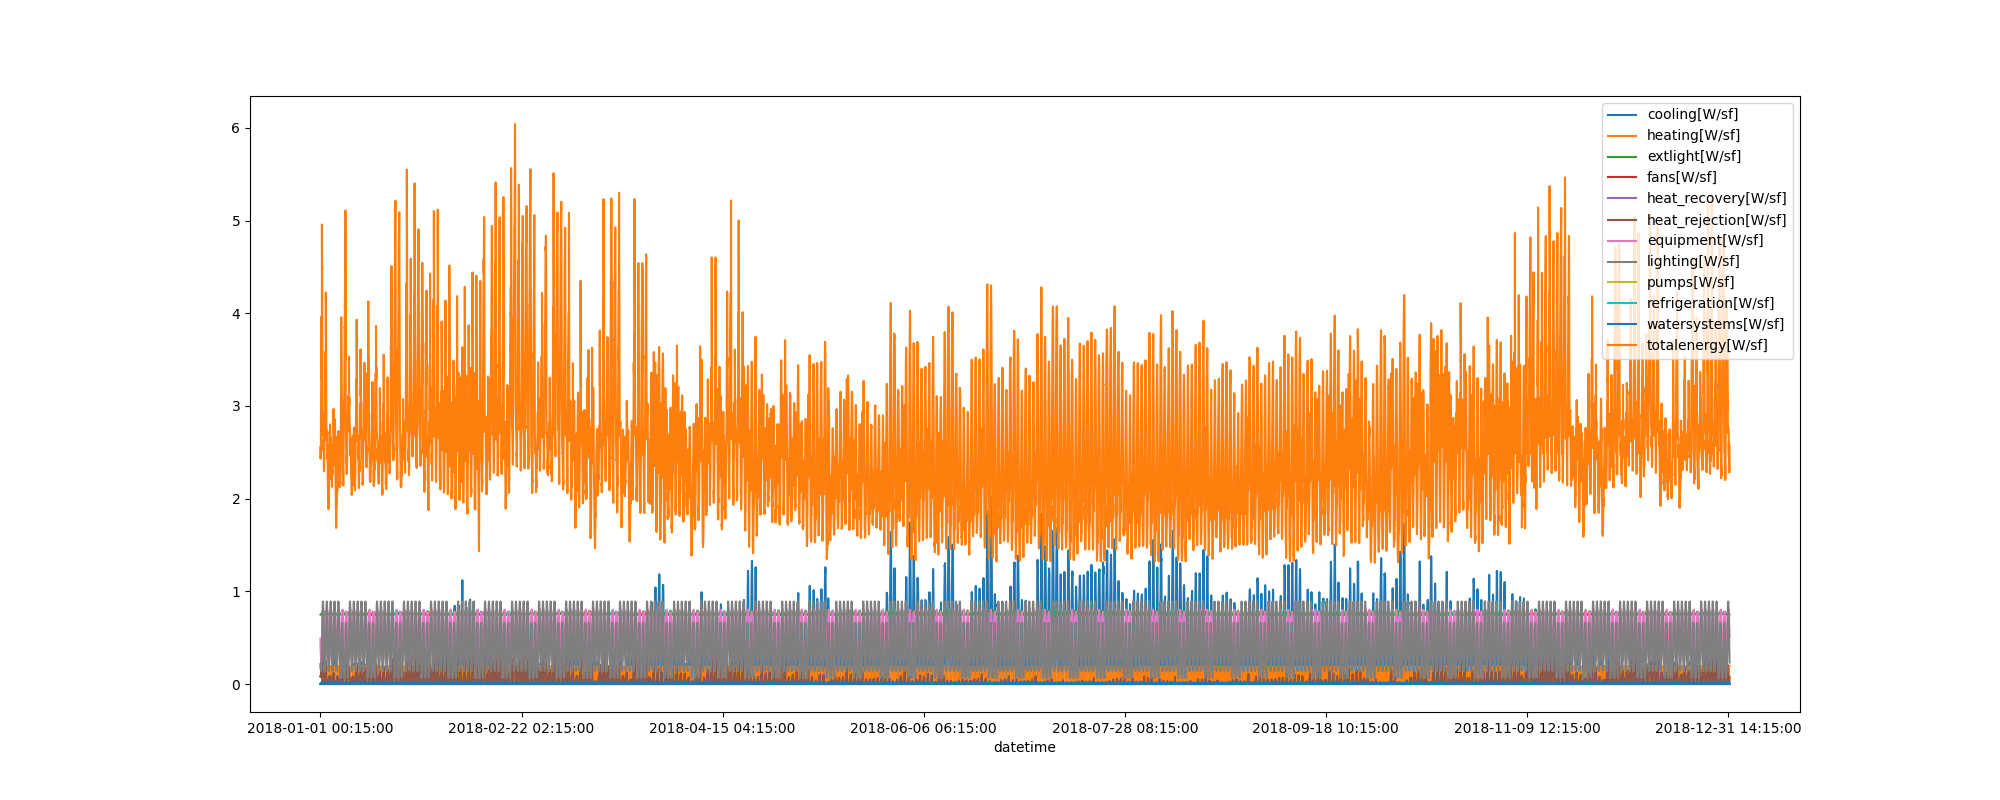 6
5
4
3
2
1
0
cooling[W/sf]
heating[W/sf]
extlight[W/sf]
fans[W/sf]
heat_recovery[W/sf]
heat_rejection[W/sf]
equipment[W/sf]
lighting[W/sf]
pumps[W/sf]
refrigeration[W/sf]
watersystems[W/sf]
totalenergy[W/sf]
2018-01-01 00:15:00 2018-02-22 02:15:00 2018-04-15 04:15:00 2018-06-06 06:15:00 2018-07-28 08:15:00 2018-09-18 10:15:00 2018-11-09 12:15:00 2018-12-31 14:15:00
datetime